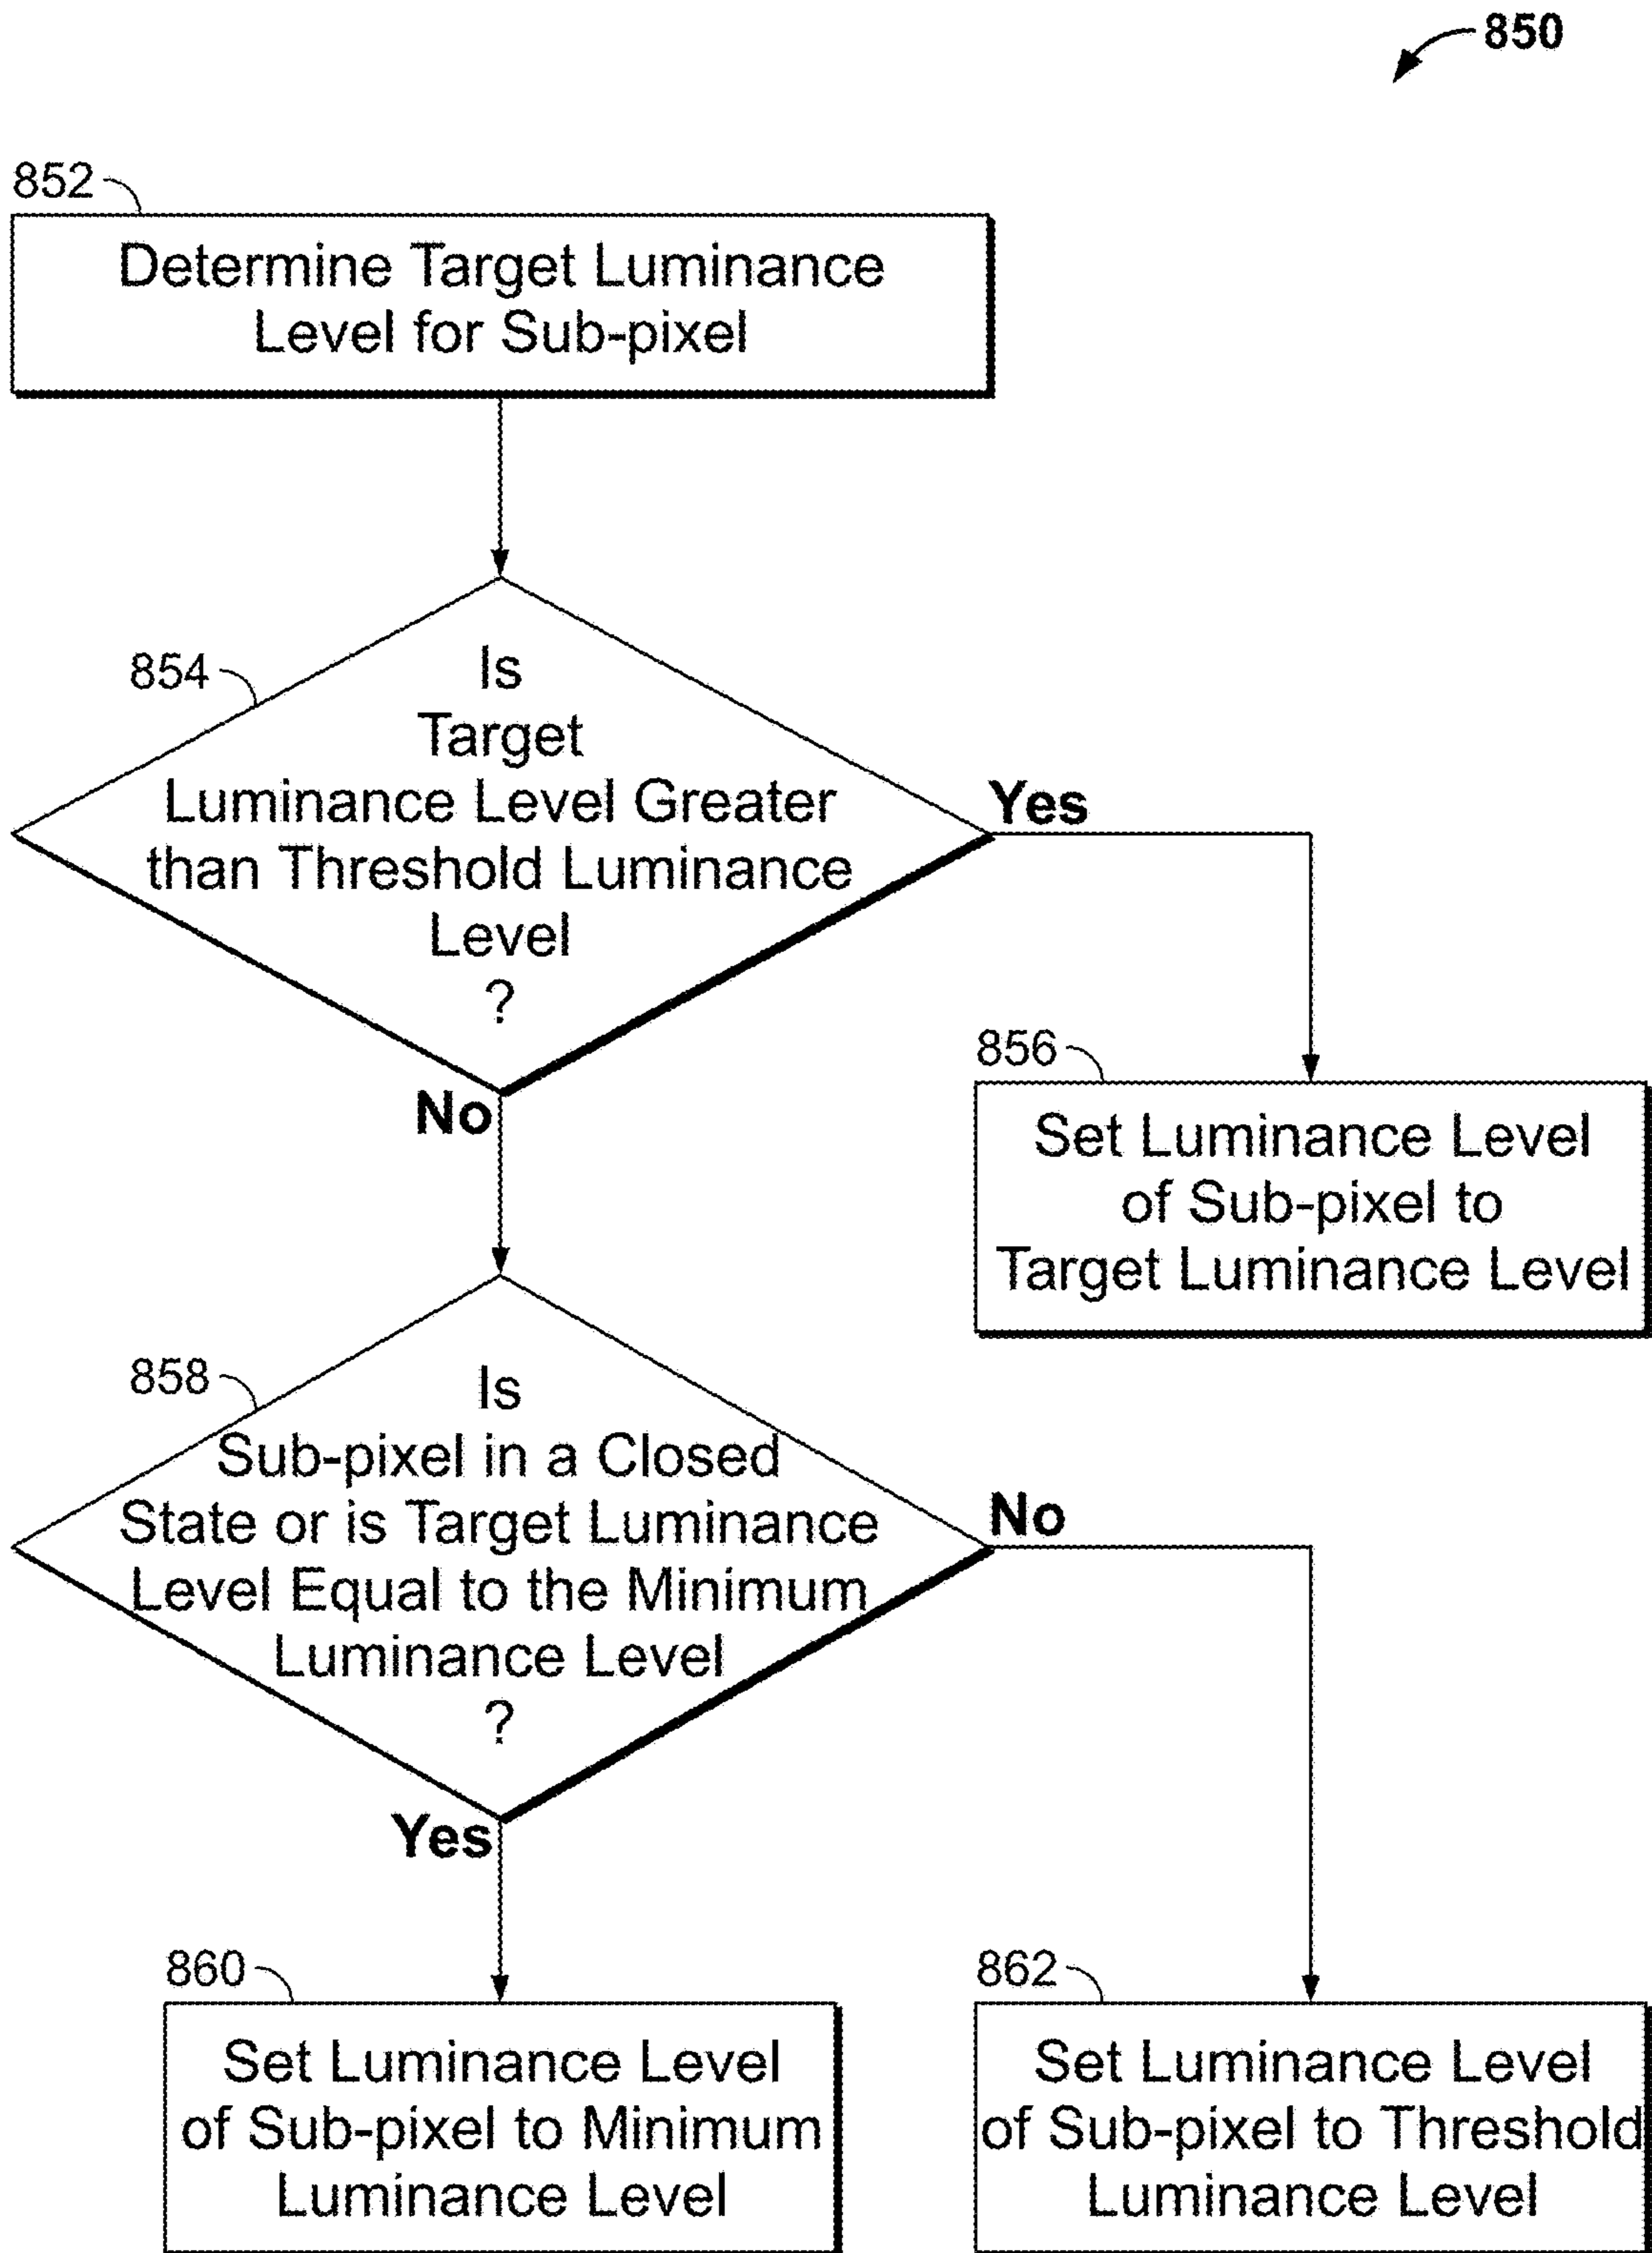 850
852
Determine Target Luminance
Level for Sub-pixel
854
Is
Target
Luminance Level Greater
than Threshold Luminance
Level
?
Yes
No
856
Set Luminance Level
of Sub-pixel to
Target Luminance Level
858
Is
Sub-pixel in a Closed
State or is Target Luminance
Level Equal to the Minimum
Luminance Level
?
No
Yes
860
Set Luminance Level
of Sub-pixel to Minimum
Luminance Level
862
Set Luminance Level
of Sub-pixel to Threshold
Luminance Level